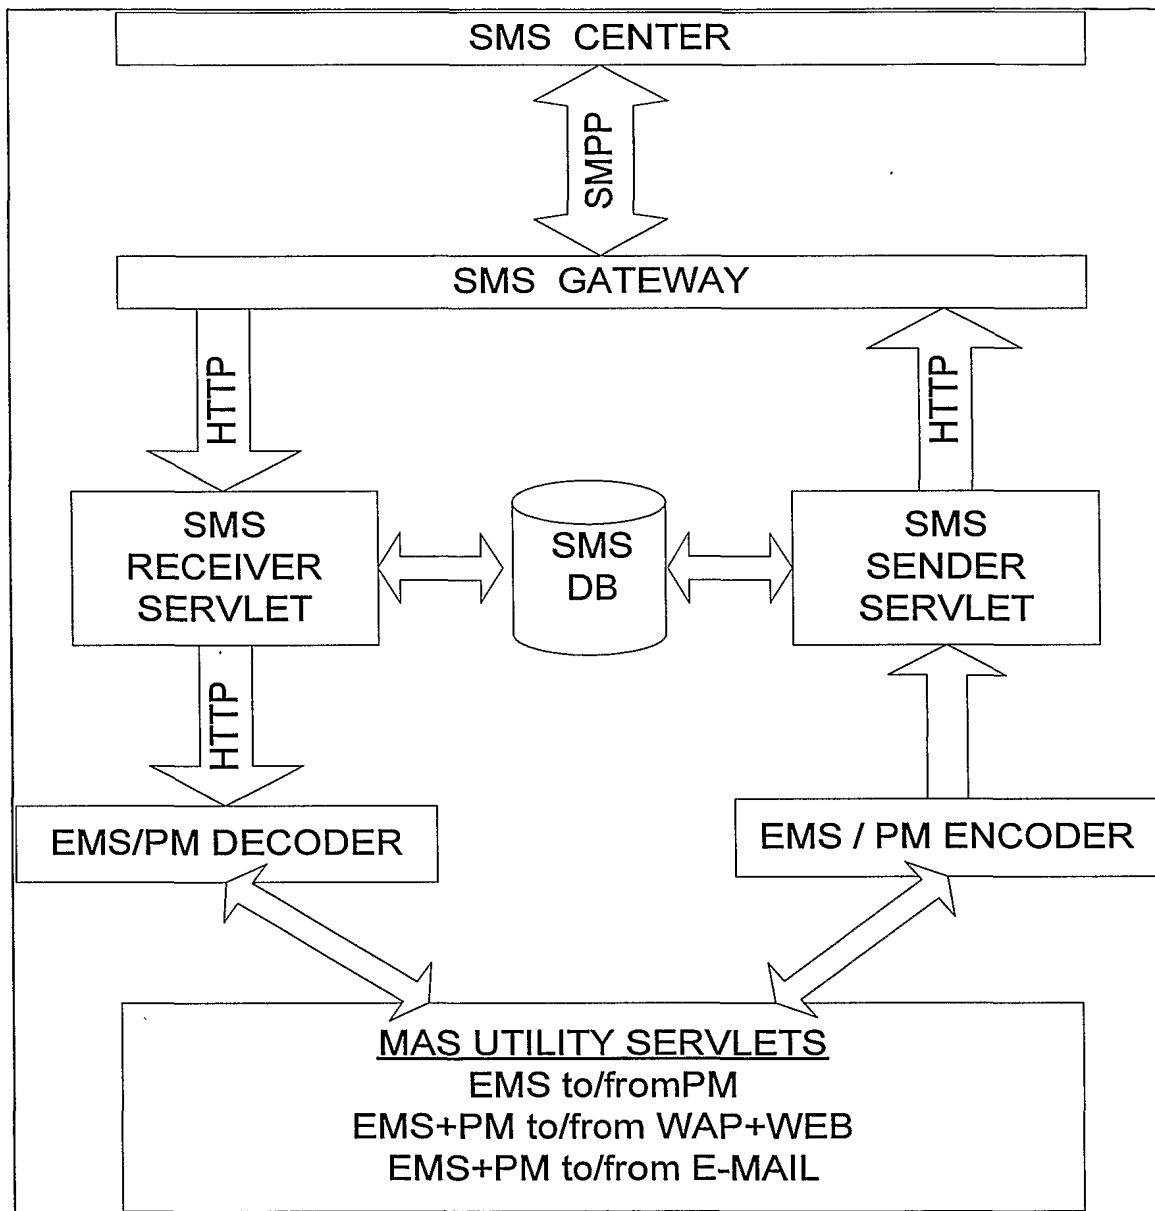 SMS CENTER
SMPP
SMS GATEWAY
HTTP
HTTP
SMS
RECEIVER
SERVLET
SMS
DB
SMS
SENDER
SERVLET
HTTP
EMS/PM DECODER
EMS / PM ENCODER
MAS UTILITY SERVLETS
EMS to/fromPM
EMS+PM to/from WAP+WEB
EMS+PM to/from E-MAIL